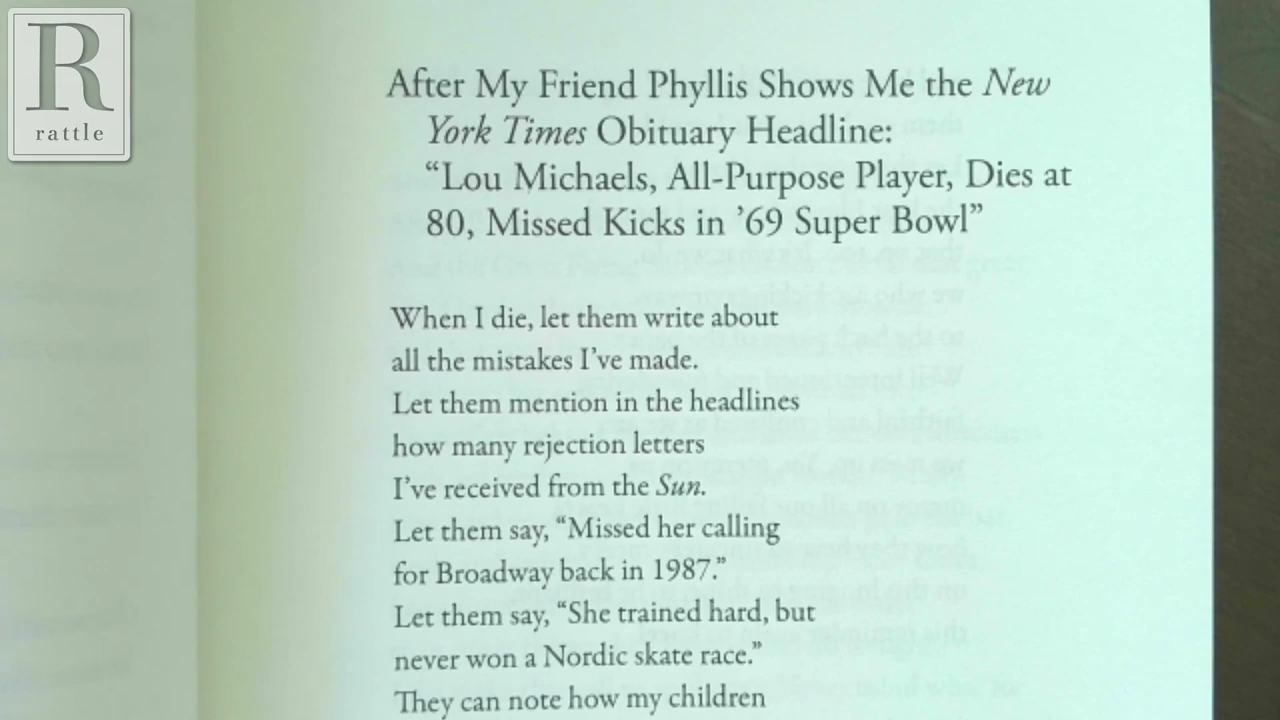 R
rattle
After My Friend Phyllis Shows Me the New
York Times Obituary Headline:
“Lou Michaels, All-Purpose Player, Dies at
80, Missed Kicks in ’69 Super Bowl”
When I die, let them write about
all the mistakes I’ve made.
Let them mention in the headlines
how many rejection letters
I’ve received from the Sun.
Let them say, “Missed her calling
for Broadway back in 1987.”
Let them say, “She trained hard, but
never won a Nordic skate race.”
They can note how my children